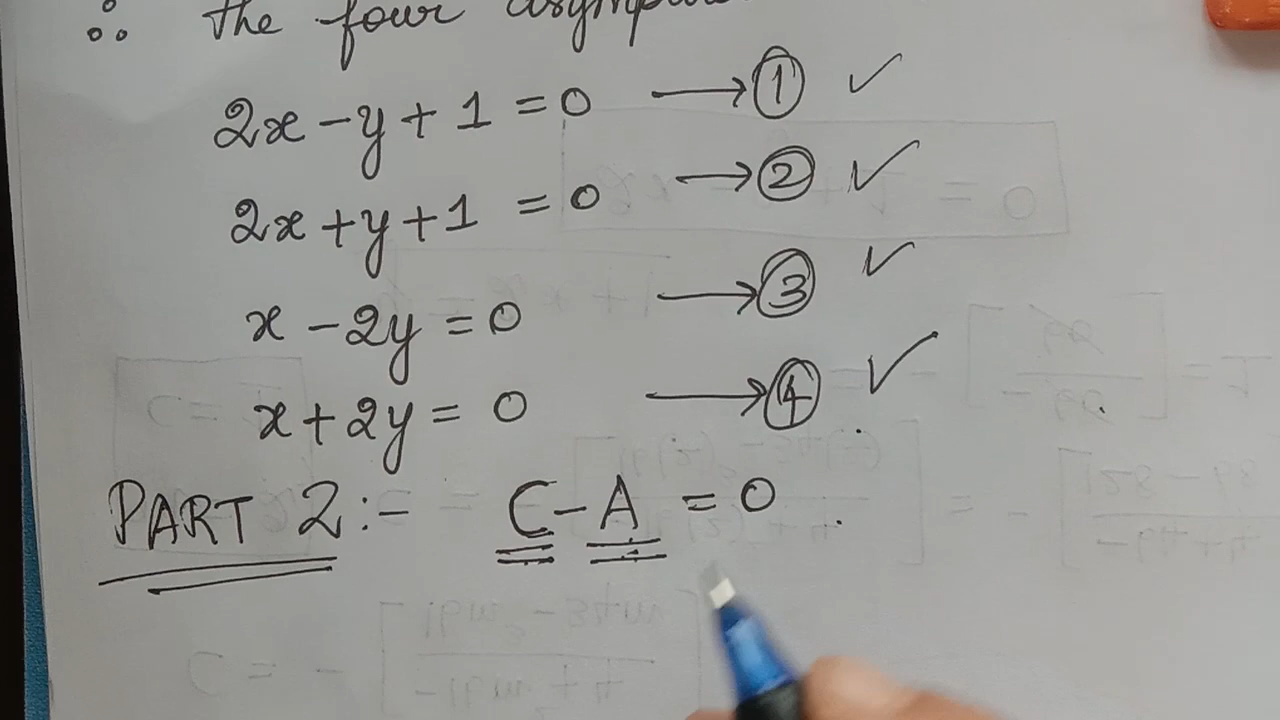 ∴ the four
2x - y + 1 = 0 → ① ✓
2x + y + 1 = 0 → ② ✓
x - 2y = 0 → ③ ✓
x + 2y = 0 → ④ ✓
PART 2 :- C - A = 0